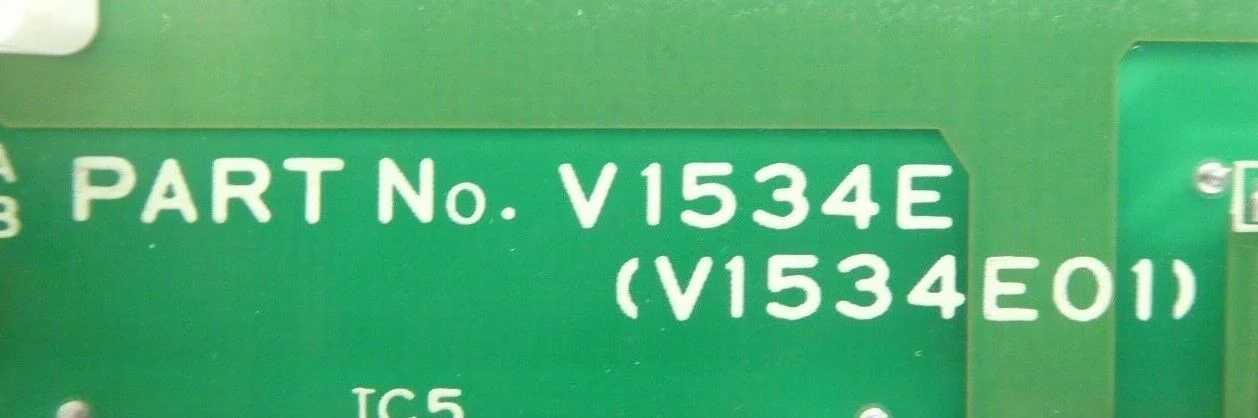 A
B
PART No. V1534E
(V1534E01)
IC5